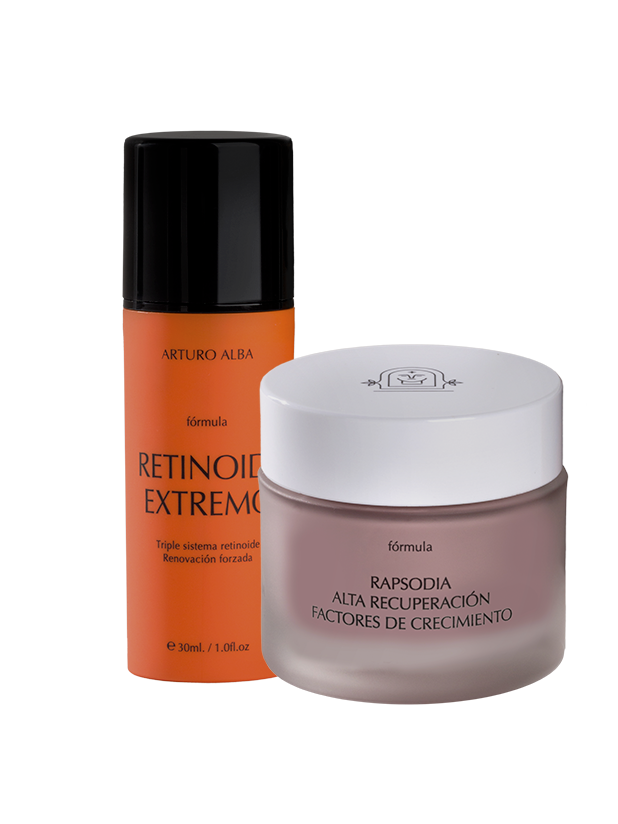 ARTURO ALBA
fórmula
RETINOID
EXTREMO
Triple sistema retinoide
Renovación forzada
e 30ml. / 1.0fl.oz
fórmula
RAPSODIA
ALTA RECUPERACIÓN
FACTORES DE CRECIMIENTO